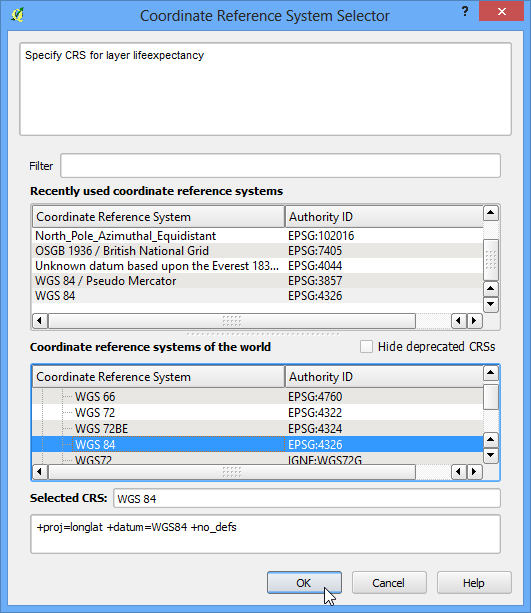 Coordinate Reference System Selector
?
Specify CRS for layer lifeexpectancy
Filter
Recently used coordinate reference systems
Coordinate Reference System Authority ID
North_Pole_Azimuthal_Equidistant EPSG:102016
OSGB 1936 / British National Grid EPSG:7405
Unknown datum based upon the Everest 183... EPSG:4044
WGS 84 / Pseudo Mercator EPSG:3857
WGS 84 EPSG:4326
Coordinate reference systems of the world Hide deprecated CRSs
Coordinate Reference System Authority ID
WGS 66 EPSG:4760
WGS 72 EPSG:4322
WGS 72BE EPSG:4324
WGS 84 EPSG:4326
WGS72 IGNF:WGS72G
Selected CRS: WGS 84
+proj=longlat +datum=WGS84 +no_defs
OK Cancel Help